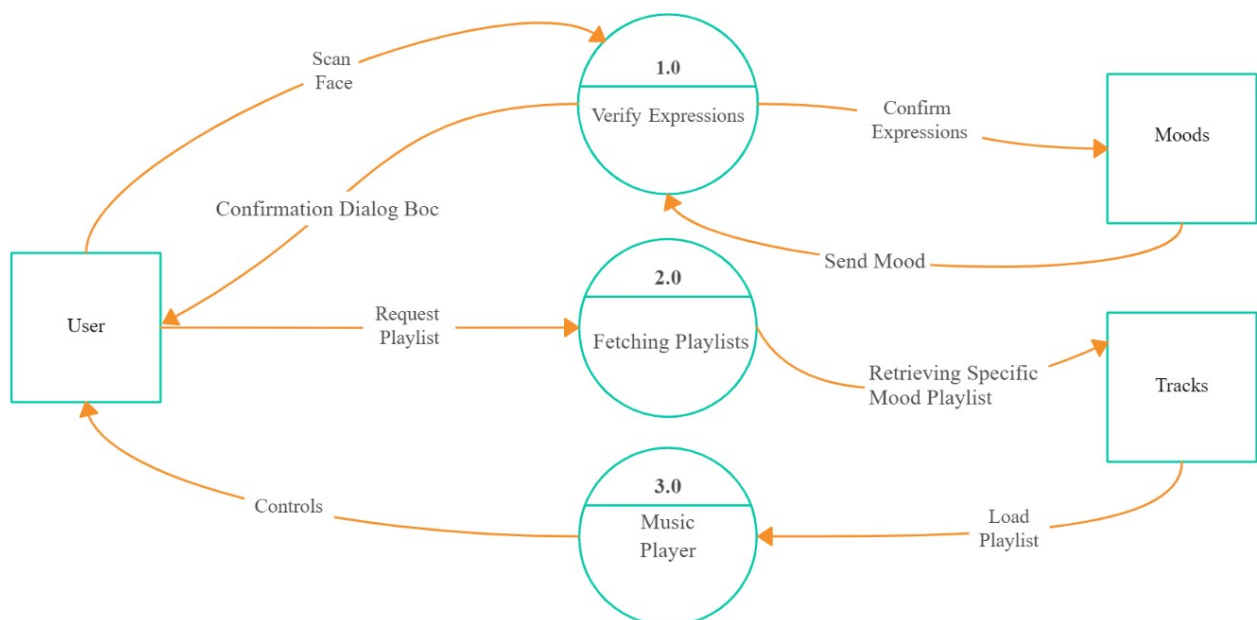 Scan
Face
1.0
Verify Expressions
Confirm
Expressions
Moods
Confirmation Dialog Boc
Send Mood
User
Request
Playlist
2.0
Fetching Playlists
Retrieving Specific
Mood Playlist
Tracks
Controls
3.0
Music
Player
Load
Playlist